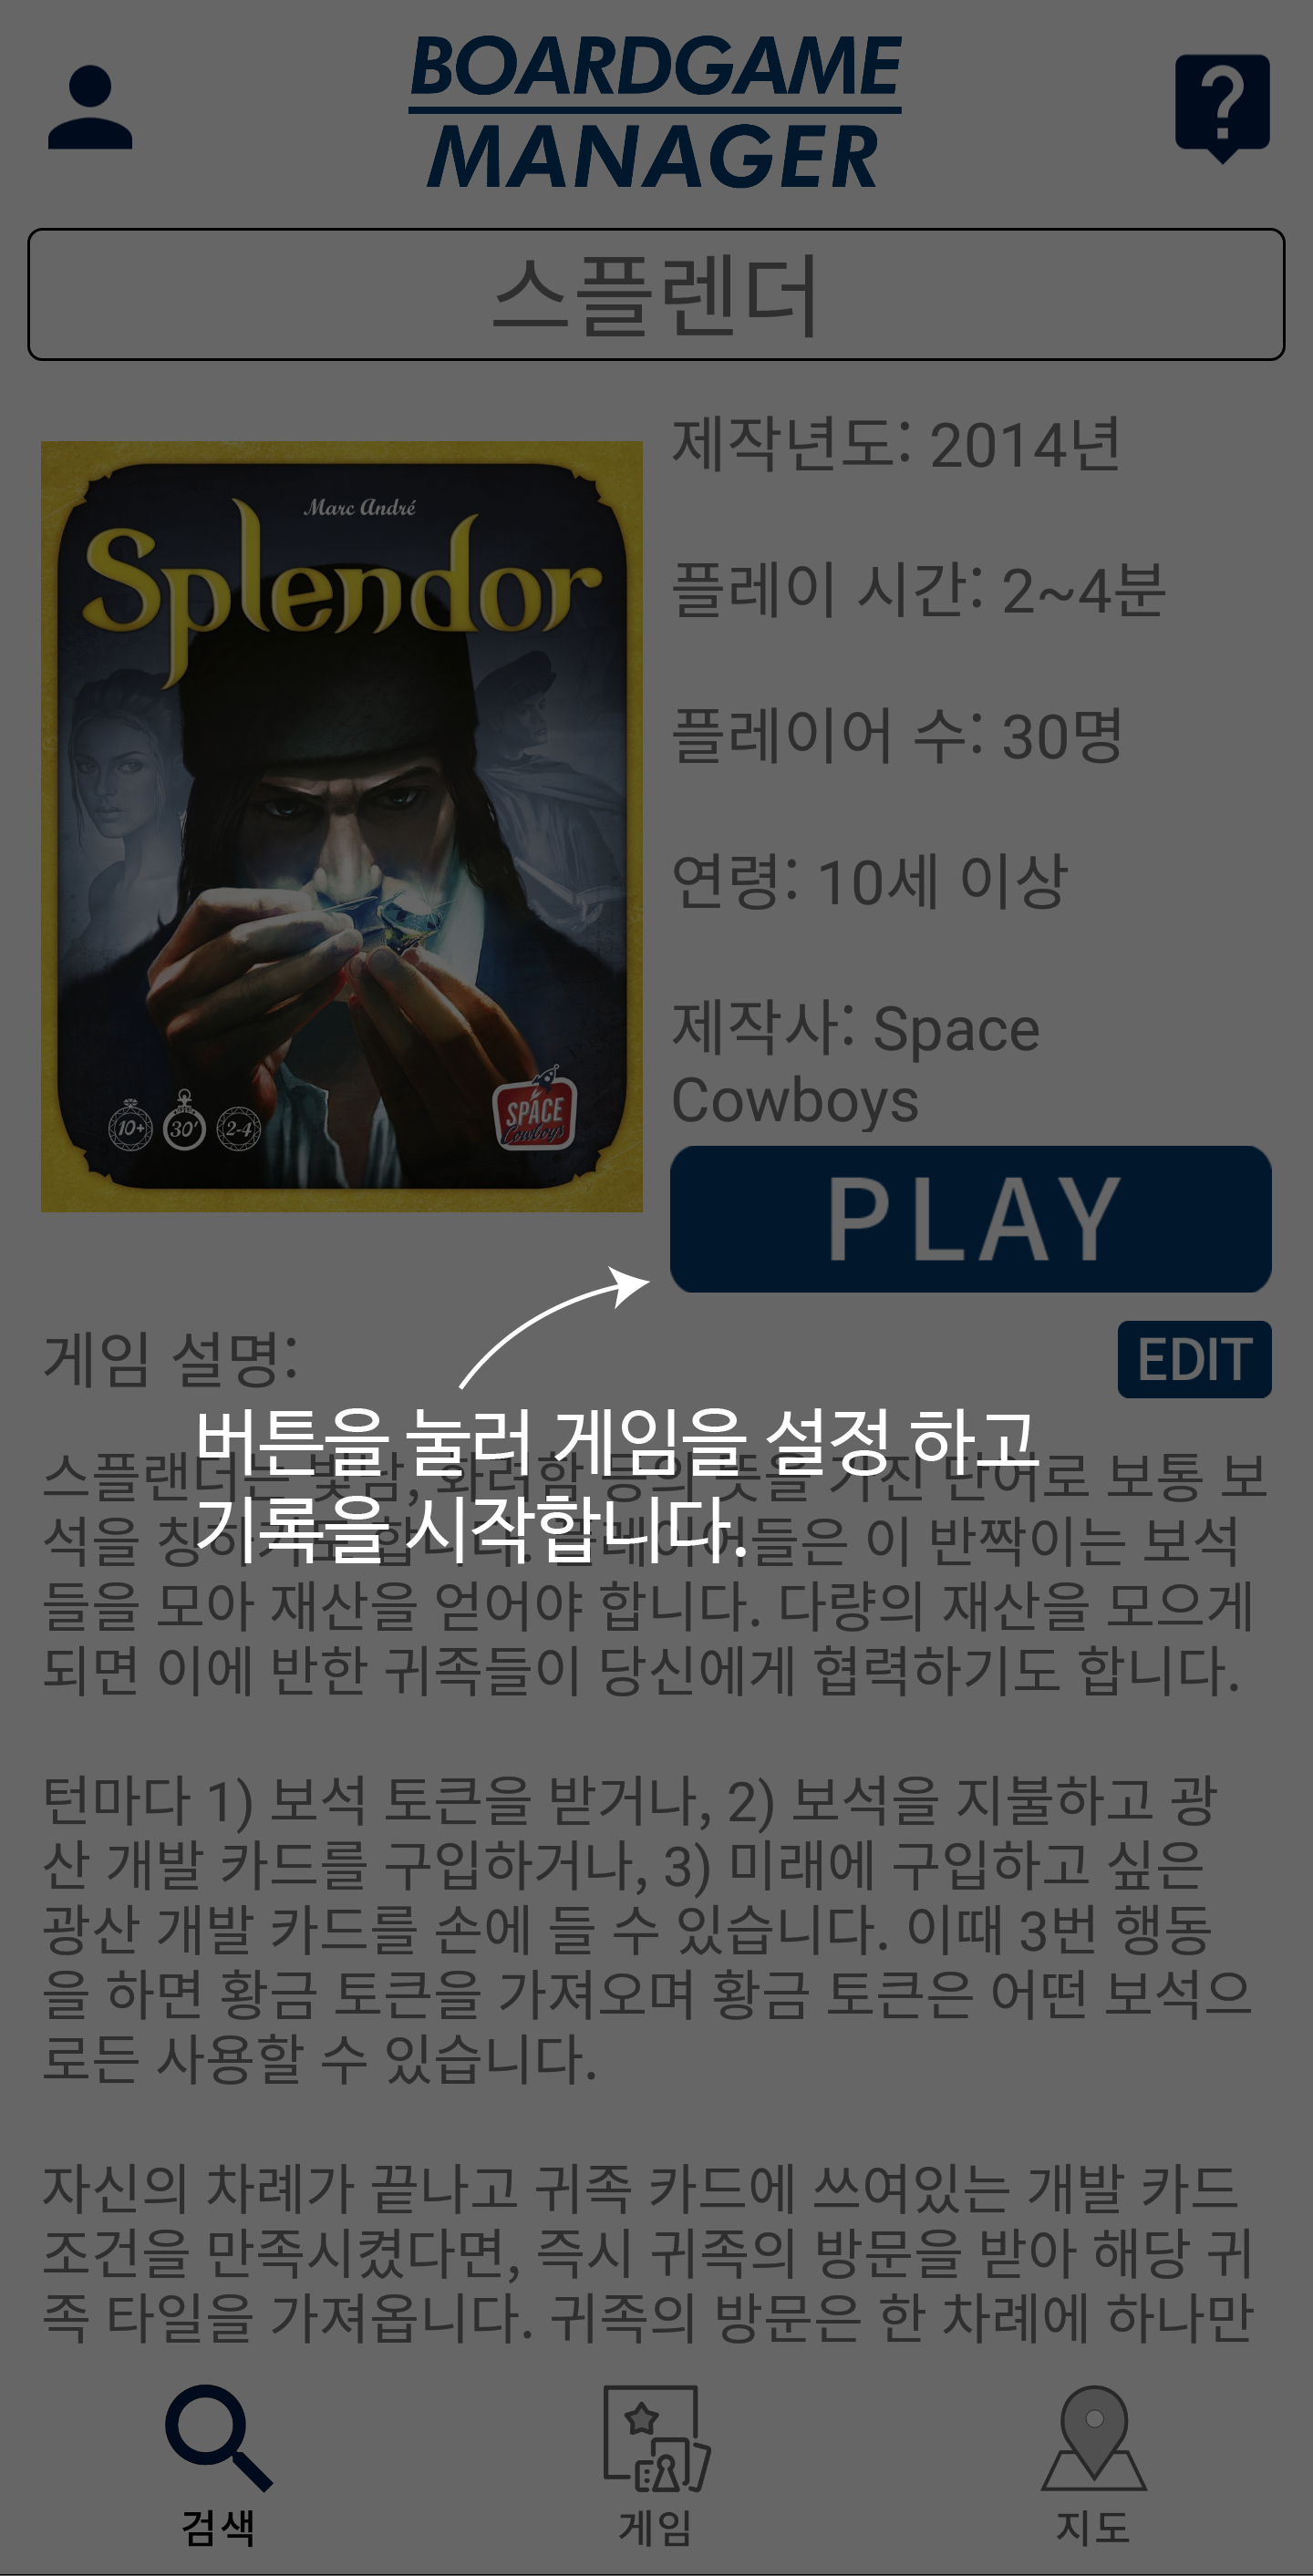 BOARDGAME
MANAGER
스플렌더
Marc André
Splendor
10+
30'
2-4
SPACE
Cowboys
제작년도: 2014년
플레이 시간: 2~4분
플레이어 수: 30명
연령: 10세 이상
제작사: Space
Cowboys
PLAY
게임 설명:
EDIT
버튼을 눌러 게임을 설정 하고
기록을 시작합니다.
스플랜더는 빛남, 화려함 등의 뜻을 가진 단어로 보통 보
석을 칭하기도 합니다. 플레이어들은 이 반짝이는 보석
들을 모아 재산을 얻어야 합니다. 다량의 재산을 모으게
되면 이에 반한 귀족들이 당신에게 협력하기도 합니다.
턴마다 1) 보석 토큰을 받거나, 2) 보석을 지불하고 광
산 개발 카드를 구입하거나, 3) 미래에 구입하고 싶은
광산 개발 카드를 손에 들 수 있습니다. 이때 3번 행동
을 하면 황금 토큰을 가져오며 황금 토큰은 어떤 보석으
로든 사용할 수 있습니다.
자신의 차례가 끝나고 귀족 카드에 쓰여있는 개발 카드
조건을 만족시켰다면, 즉시 귀족의 방문을 받아 해당 귀
족 타일을 가져옵니다. 귀족의 방문은 한 차례에 하나만
검색
게임
지도